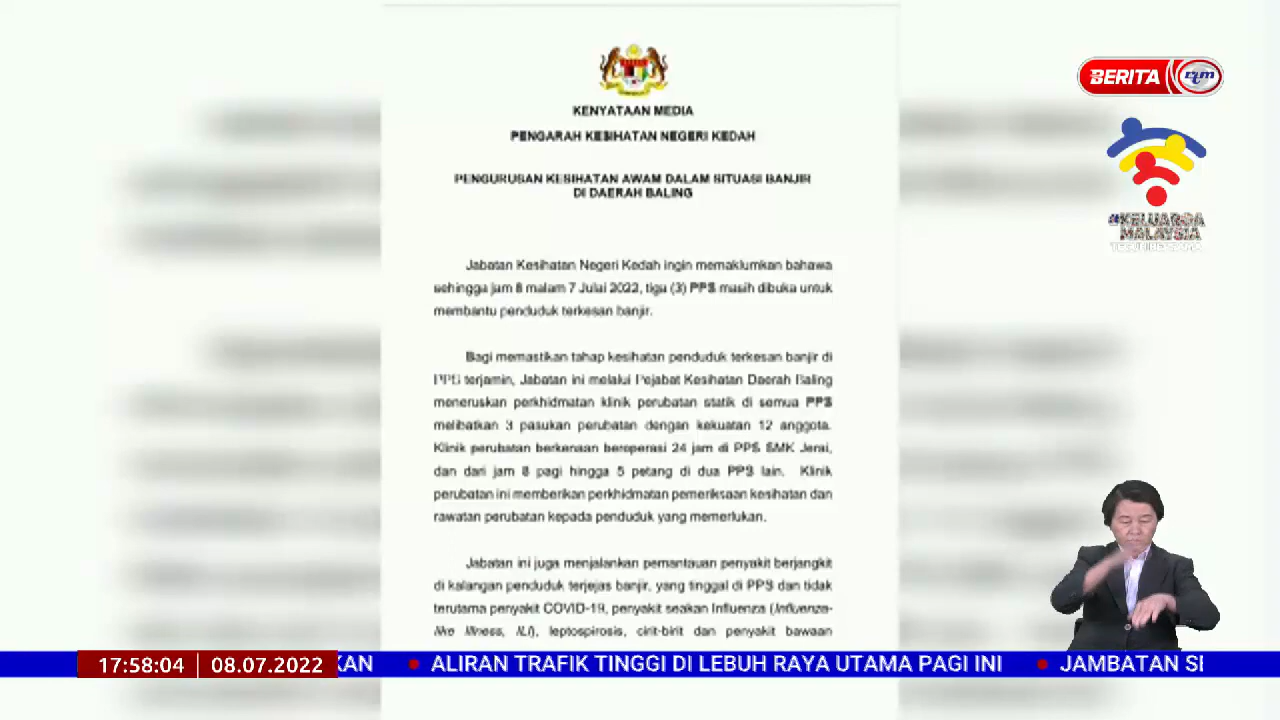 BERITA rtm
#KELUARGA
MALAYSIA
TEGUH BERSAMA
KENYATAAN MEDIA
PENGARAH KESIHATAN NEGERI KEDAH
PENGURUSAN KESIHATAN AWAM DALAM SITUASI BANJIR
DI DAERAH BALING
Jabatan Kesihatan Negeri Kedah ingin memaklumkan bahawa
sehingga jam 8 malam 7 Julai 2022, tiga (3) PPS masih dibuka untuk
membantu penduduk terkesan banjir.
Bagi memastikan tahap kesihatan penduduk terkesan banjir di
PPS terjamin, Jabatan ini melalui Pejabat Kesihatan Daerah Baling
meneruskan perkhidmatan klinik perubatan statik di semua PPS
melibatkan 3 pasukan perubatan dengan kekuatan 12 anggota.
Klinik perubatan berkenaan beroperasi 24 jam di PPS SMK Jerai,
dan dari jam 8 pagi hingga 5 petang di dua PPS lain. Klinik
perubatan ini memberikan perkhidmatan pemeriksaan kesihatan dan
rawatan perubatan kepada penduduk yang memerlukan.
Jabatan ini juga menjalankan pemantauan penyakit berjangkit
di kalangan penduduk terjejas banjir, yang tinggal di PPS dan tidak
terutama penyakit COVID-19, penyakit seakan Influenza (Influenza-
like Illness, ILI), leptospirosis, cirit-birit dan penyakit bawaan
17:58:04 08.07.2022 KAN • ALIRAN TRAFIK TINGGI DI LEBUH RAYA UTAMA PAGI INI • JAMBATAN SE